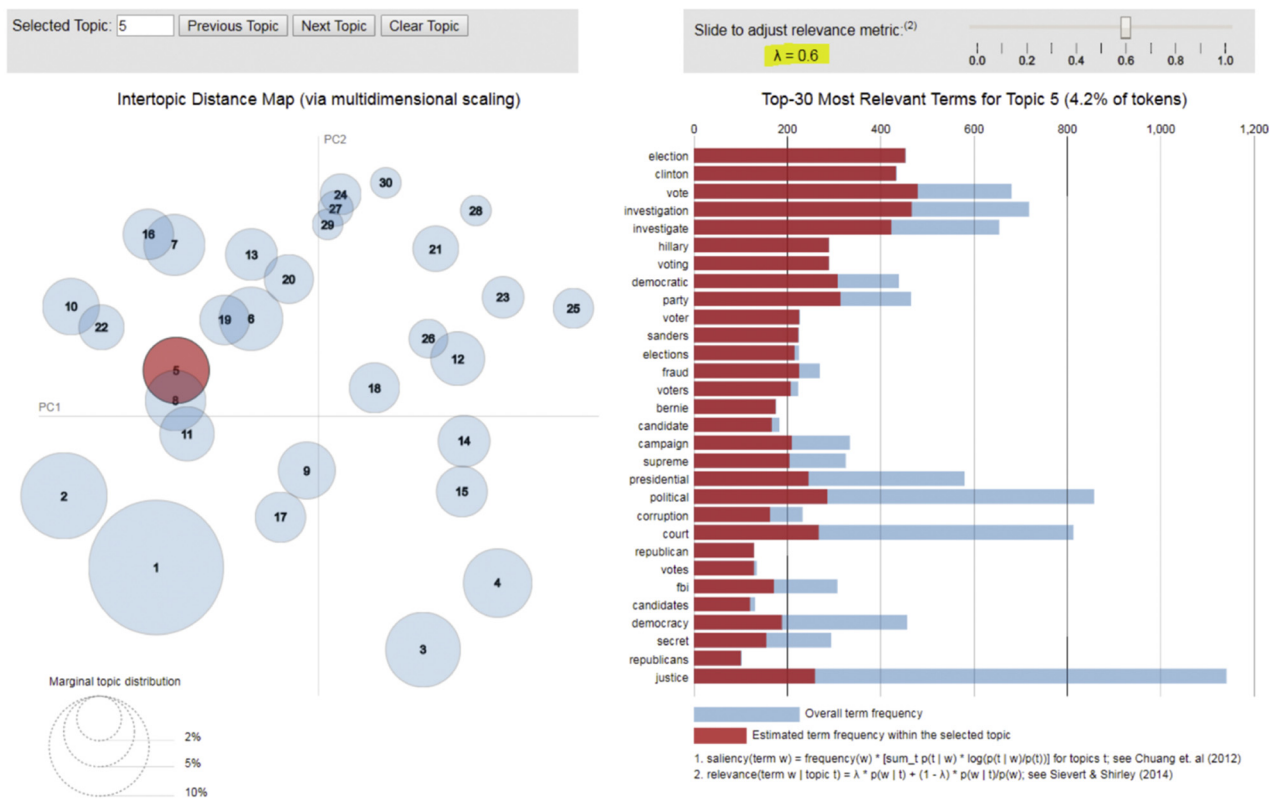 Selected Topic: 5 Previous Topic Next Topic Clear Topic
Slide to adjust relevance metric:(2)
λ = 0.6
0.0 0.2 0.4 0.6 0.8 1.0
Intertopic Distance Map (via multidimensional scaling)
PC2
PC1
30
24
27
29
28
16
7
13
21
20
23
25
10
22
19
6
26
12
5
18
8
11
14
9
2
15
17
1
4
3
Marginal topic distribution
2%
5%
10%
Top-30 Most Relevant Terms for Topic 5 (4.2% of tokens)
0 200 400 600 800 1,000 1,200
election
clinton
vote
investigation
investigate
hillary
voting
democratic
party
voter
sanders
elections
fraud
voters
bernie
candidate
campaign
supreme
presidential
political
corruption
court
republican
votes
fbi
candidates
democracy
secret
republicans
justice
Overall term frequency
Estimated term frequency within the selected topic
1. saliency(term w) = frequency(w) * [sum_t p(t | w) * log(p(t | w)/p(t))] for topics t; see Chuang et. al (2012)
2. relevance(term w | topic t) = λ * p(w | t) + (1 - λ) * p(w | t)/p(w); see Sievert & Shirley (2014)